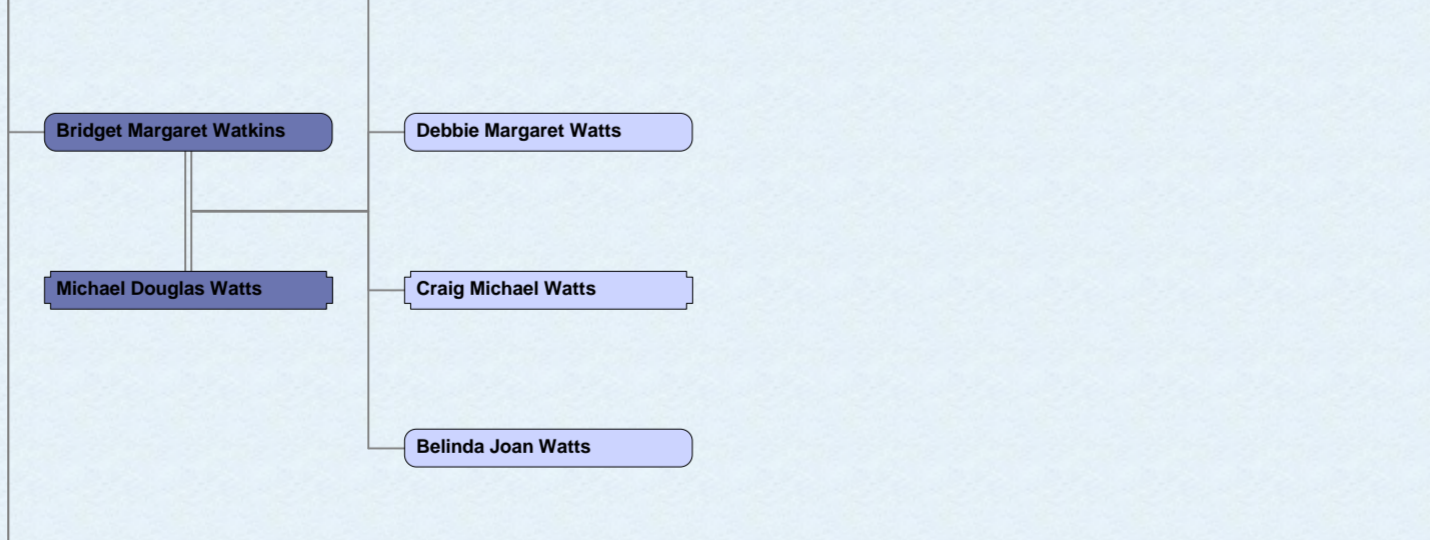 Bridget Margaret Watkins
Debbie Margaret Watts
Michael Douglas Watts
Craig Michael Watts
Belinda Joan Watts